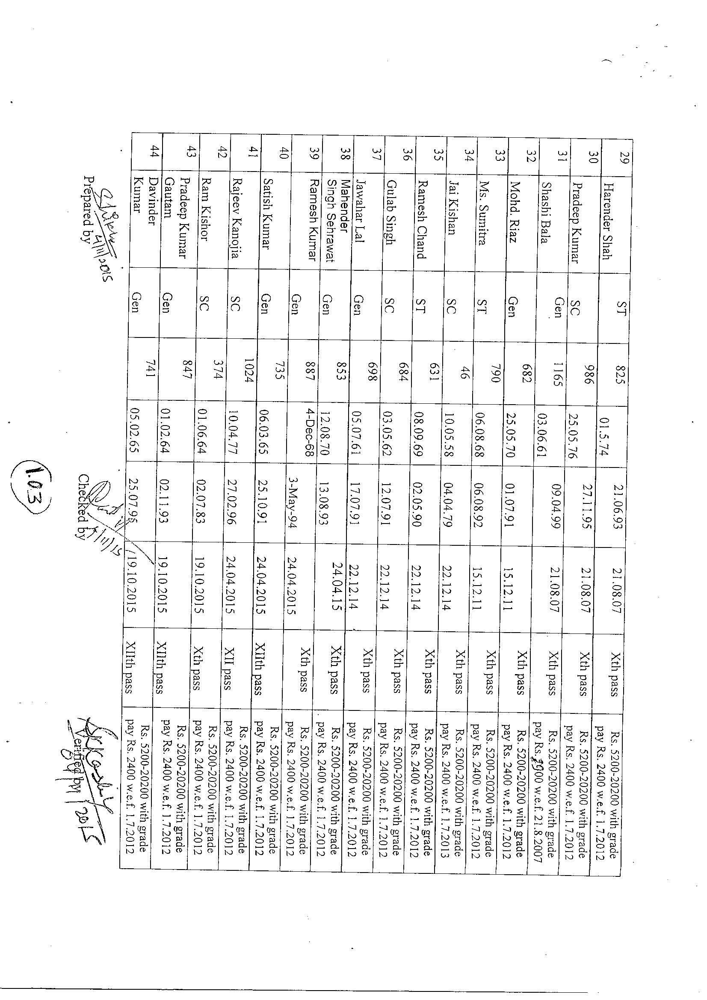 29 Harender Shah ST 825 01.5.74 21.06.93 21.08.07 Xth pass Rs. 5200-20200 with grade
pay Rs. 2400 w.e.f. 1.7.2012
30 Pradeep Kumar SC 986 25.05.76 27.11.95 21.08.07 Xth pass Rs. 5200-20200 with grade
pay Rs. 2400 w.e.f. 1.7.2012
31 Shashi Bala Gen 1165 03.06.61 09.04.99 21.08.07 Xth pass Rs. 5200-20200 with grade
pay Rs. w.e.f. 21.8.2007
32 Mohd. Riaz Gen 682 25.05.70 01.07.91 15.12.11 Xth pass Rs. 5200-20200 with grade
pay Rs. 2400 w.e.f. 1.7.2012
33 Ms. Sumitra ST 790 06.08.68 06.08.92 15.12.11 Xth pass Rs. 5200-20200 with grade
pay Rs. 2400 w.e.f. 1.7.2012
34 Jai Kishan SC 46 10.05.58 04.04.79 22.12.14 Xth pass Rs. 5200-20200 with grade
pay Rs. 2400 w.e.f. 1.7.2013
35 Ramesh Chand ST 631 08.09.69 02.05.90 22.12.14 Xth pass Rs. 5200-20200 with grade
pay Rs. 2400 w.e.f. 1.7.2012
36 Gulab Singh SC 684 03.05.62 12.07.91 22.12.14 Xth pass Rs. 5200-20200 with grade
pay Rs. 2400 w.e.f. 1.7.2012
37 Jawahar Lal Gen 698 05.07.61 17.07.91 22.12.14 Xth pass Rs. 5200-20200 with grade
pay Rs. 2400 w.e.f. 1.7.2012
38 Mahender Gen 853 12.08.70 13.08.93 24.04.15 Xth pass Rs. 5200-20200 with grade
Singh Sehrawat pay Rs. 2400 w.e.f. 1.7.2012
39 Ramesh Kumar Gen 887 4-Dec-68 3-May-94 24.04.2015 Xth pass Rs. 5200-20200 with grade
pay Rs. 2400 w.e.f. 1.7.2012
40 Satish Kumar Gen 735 06.03.65 25.10.91 24.04.2015 XIIth pass Rs. 5200-20200 with grade
pay Rs. 2400 w.e.f. 1.7.2012
41 Rajeev Kanojia SC 1024 10.04.77 27.02.96 24.04.2015 XII pass Rs. 5200-20200 with grade
pay Rs. 2400 w.e.f. 1.7.2012
42 Ram Kishor SC 374 01.06.64 02.07.83 19.10.2015 Xth pass Rs. 5200-20200 with grade
pay Rs. 2400 w.e.f. 1.7.2012
43 Pradeep Kumar Gen 847 01.02.64 02.11.93 19.10.2015 XIIth pass Rs. 5200-20200 with grade
Gautam pay Rs. 2400 w.e.f. 1.7.2012
44 Davinder Gen 741 05.02.65 25.07.95 19.10.2015 XIIth pass Rs. 5200-20200 with grade
Kumar pay Rs. 2400 w.e.f. 1.7.2012
4/11/2015
Prepared by
Checked by
Verified by
103